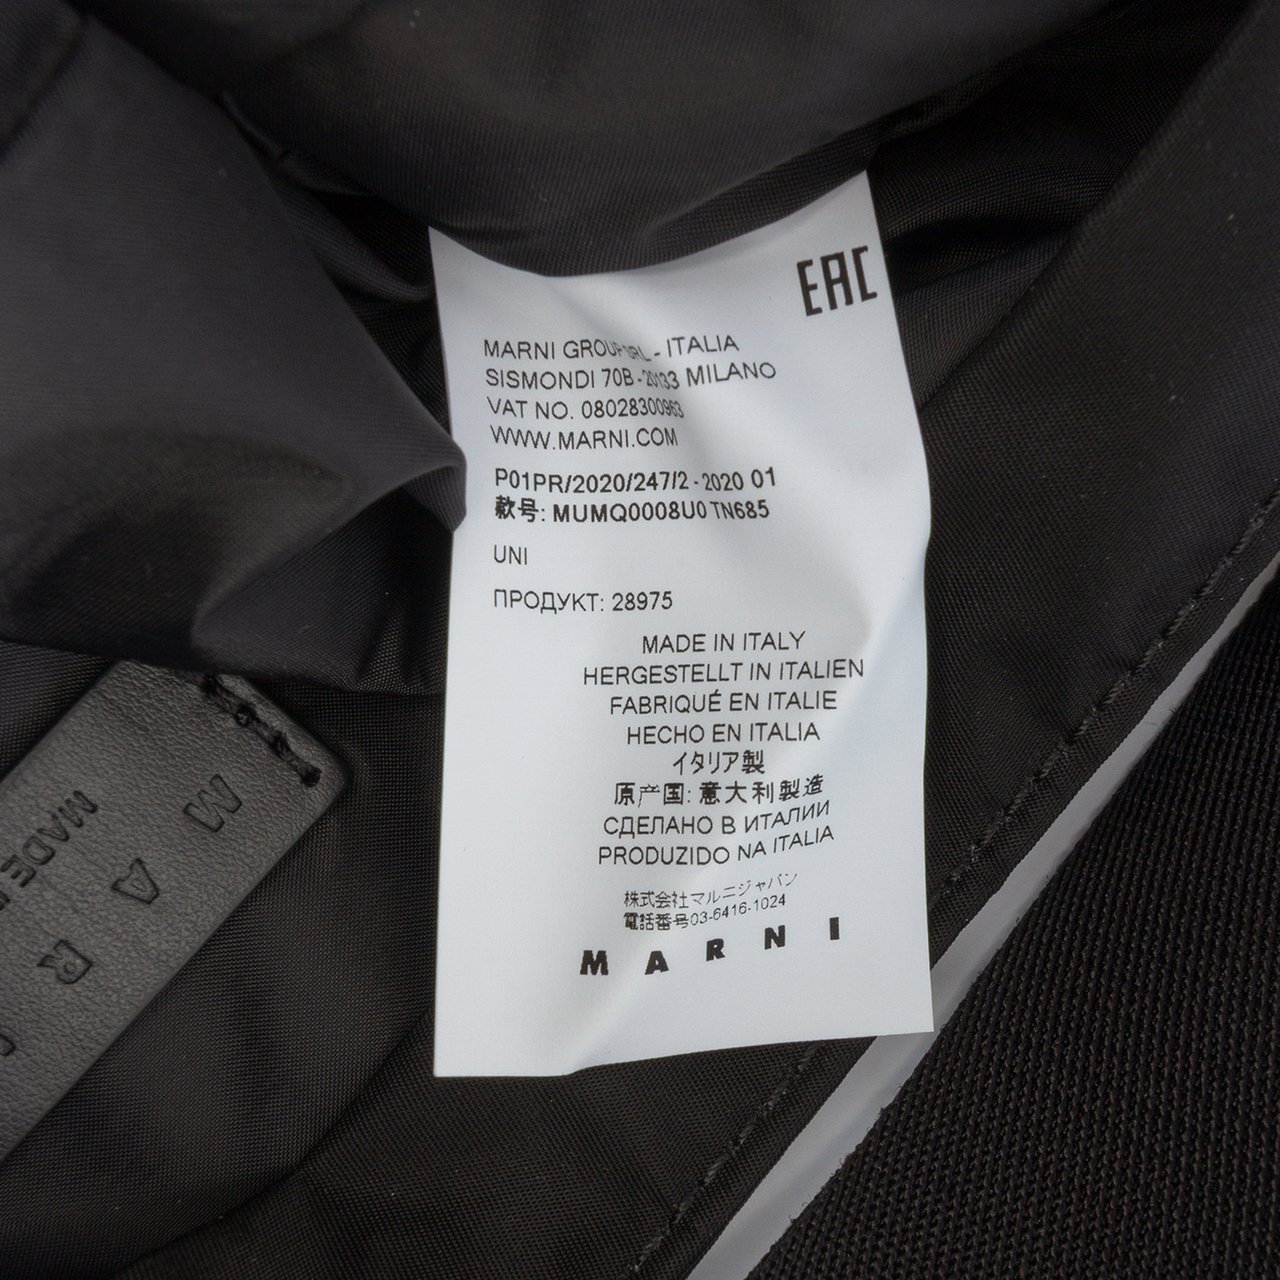 EAC
MARNI GROUP SRL - ITALIA
SISMONDI 70B - 20133 MILANO
VAT NO. 08028300963
WWW.MARNI.COM
P01PR/2020/247/2 - 2020 01
款号: MUMQ0008U0 TN685
UNI
ПРОДУКТ: 28975
MADE IN ITALY
HERGESTELLT IN ITALIEN
FABRIQUÉ EN ITALIE
HECHO EN ITALIA
イタリア製
原产国: 意大利製造
СДЕЛАНО В ИТАЛИИ
PRODUZIDO NA ITALIA
株式会社マルニジャパン
電話番号03-6416-1024
MARNI
MAR
MADE